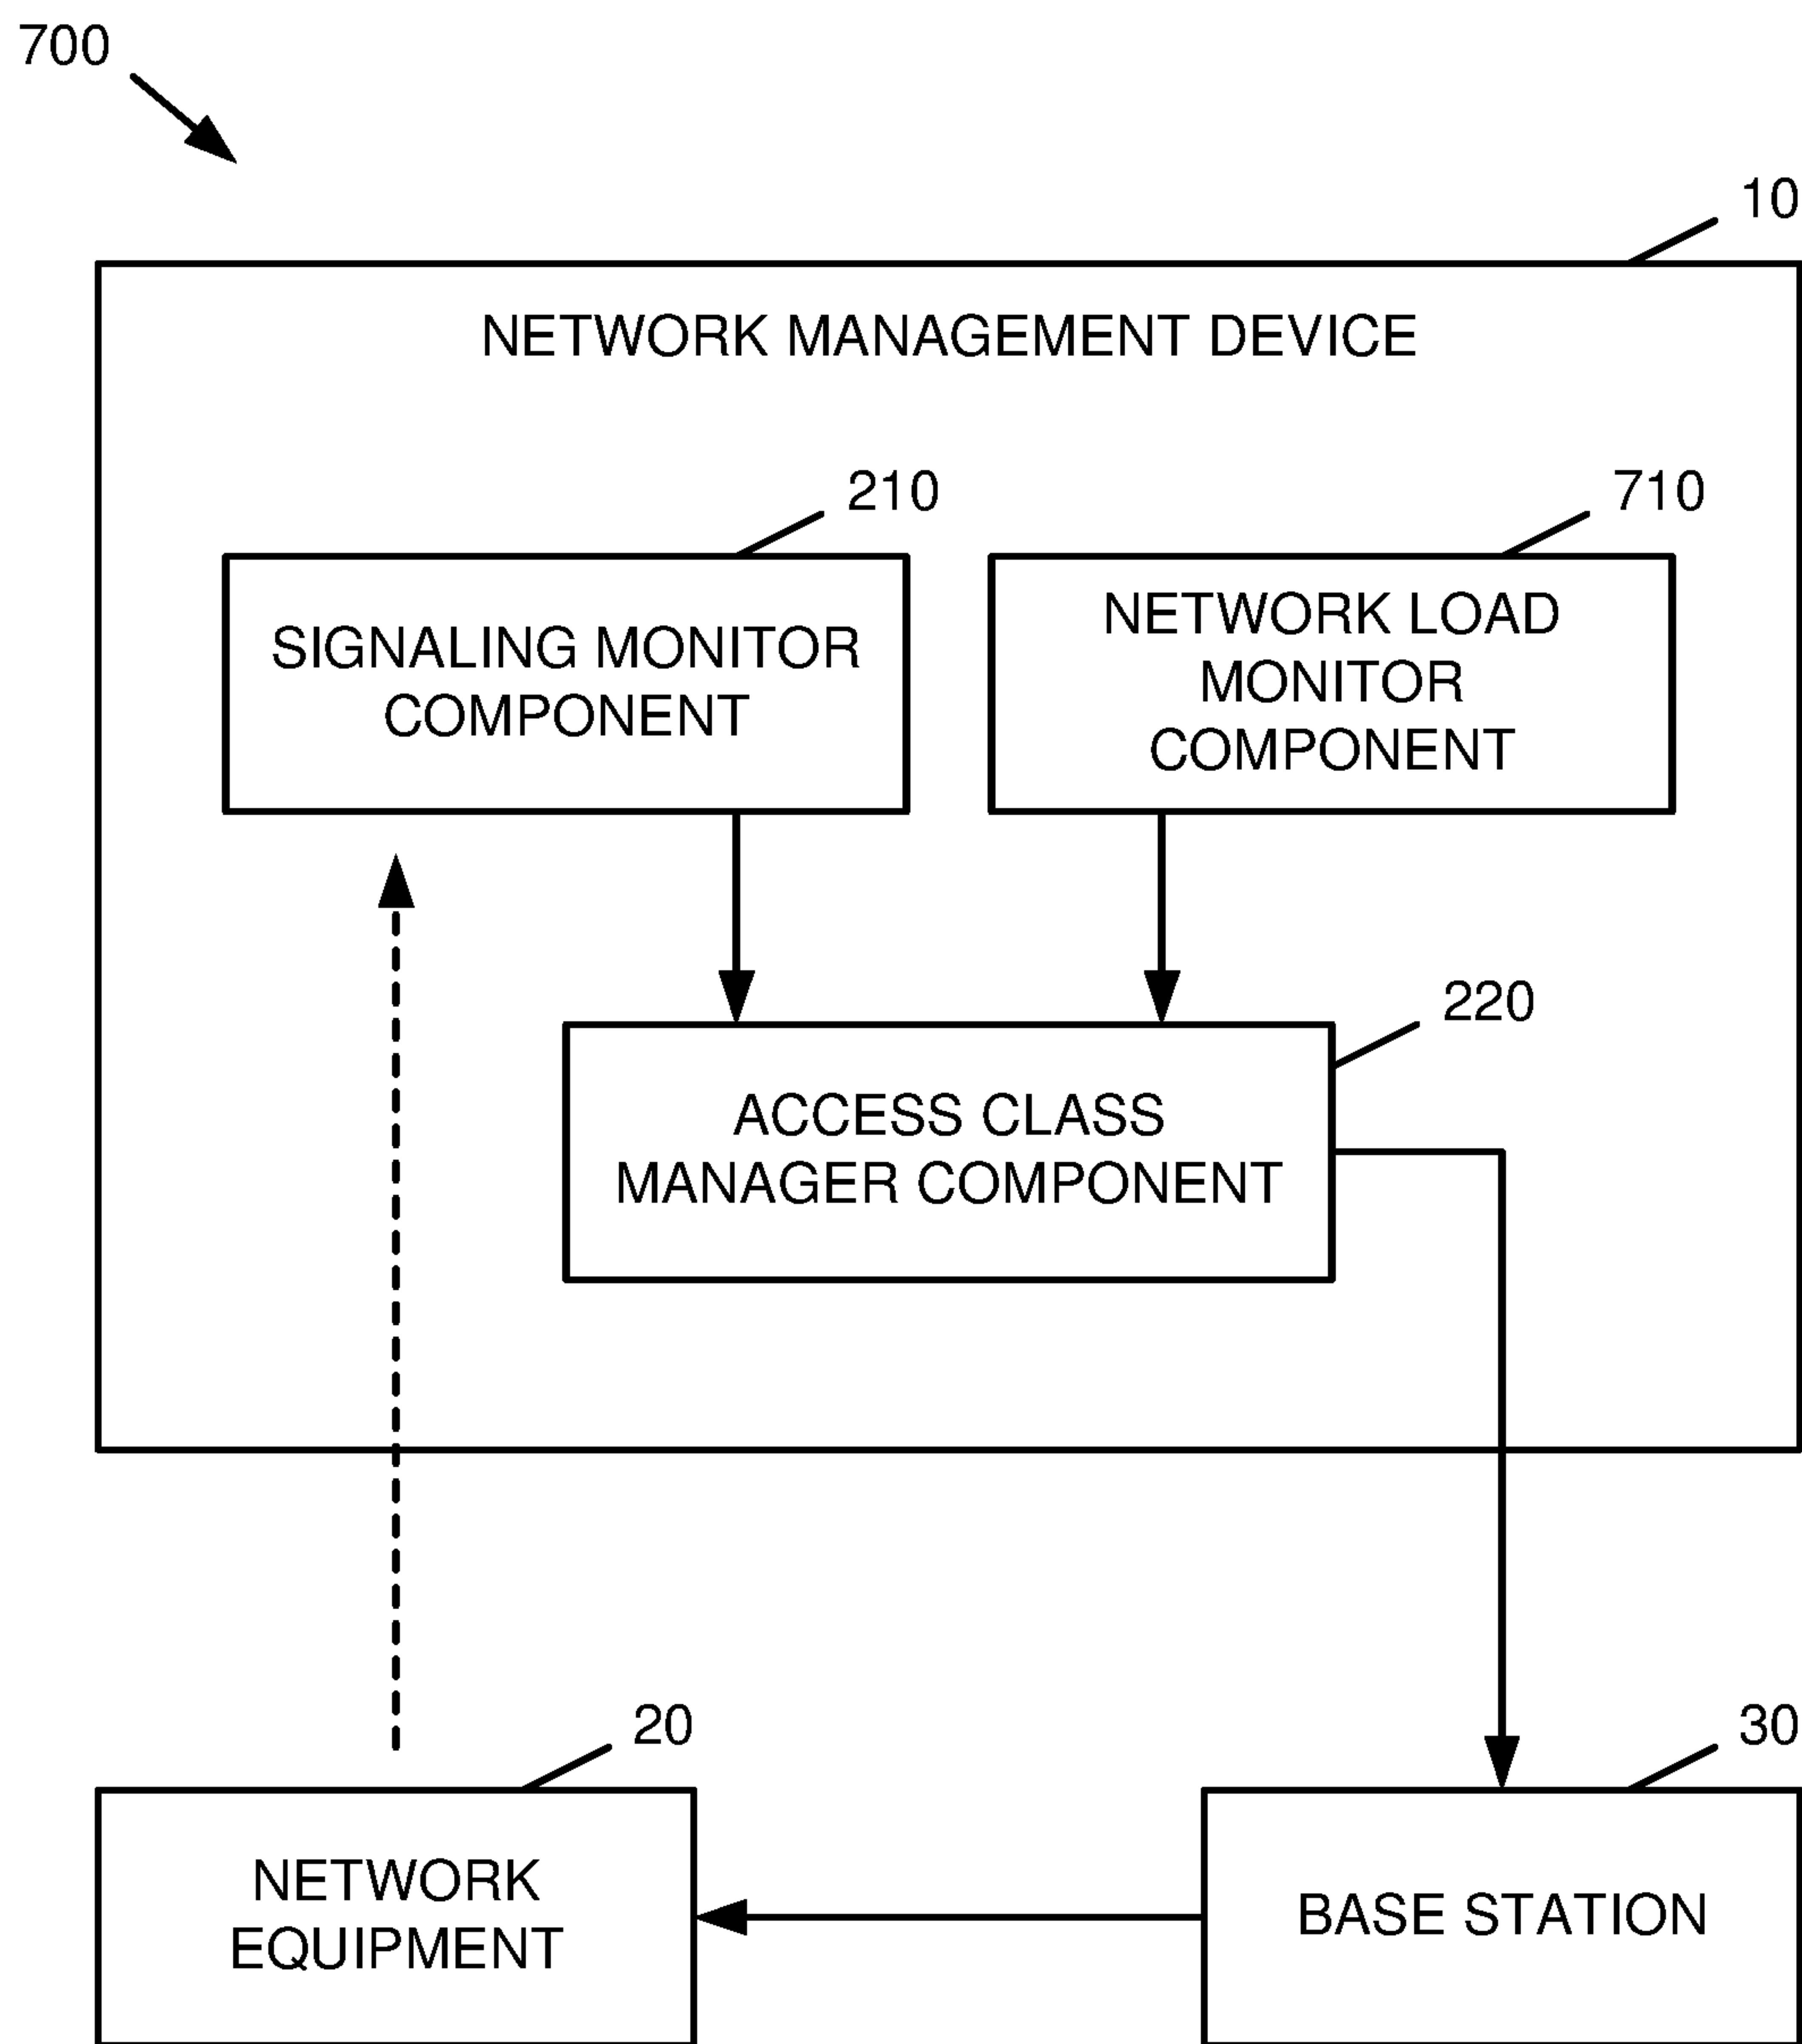 700
10
NETWORK MANAGEMENT DEVICE
210
710
SIGNALING MONITOR
COMPONENT
NETWORK LOAD
MONITOR
COMPONENT
220
ACCESS CLASS
MANAGER COMPONENT
20
30
NETWORK
EQUIPMENT
BASE STATION